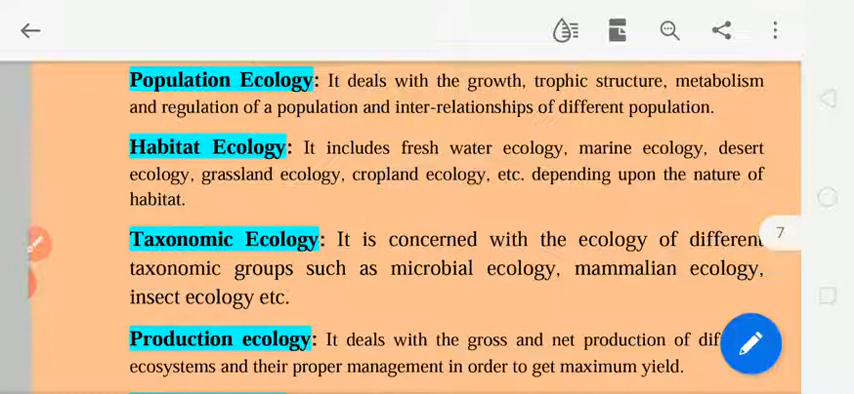 Population Ecology: It deals with the growth, trophic structure, metabolism
and regulation of a population and inter-relationships of different population.
Habitat Ecology: It includes fresh water ecology, marine ecology, desert
ecology, grassland ecology, cropland ecology, etc. depending upon the nature of
habitat.
Taxonomic Ecology: It is concerned with the ecology of different
7
taxonomic groups such as microbial ecology, mammalian ecology,
insect ecology etc.
Production ecology: It deals with the gross and net production of
ecosystems and their proper management in order to get maximum yield.